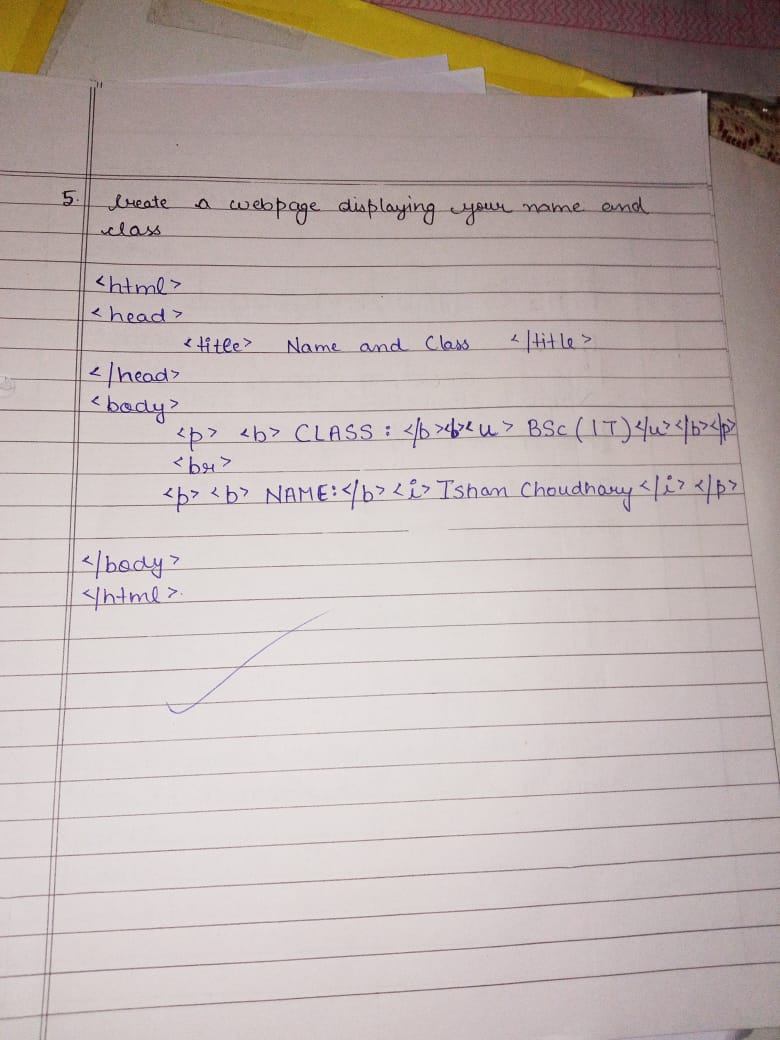 5. Create a webpage displaying your name and
class
<html>
<head>
<title> Name and Class </title>
</head>
<body>
<p> <b> CLASS : </b><b><u> BSc (IT)</u></b></p>
<br>
<p> <b> NAME:</b> <i> Ishan Choudhary </i> </p>
</body>
</html>.